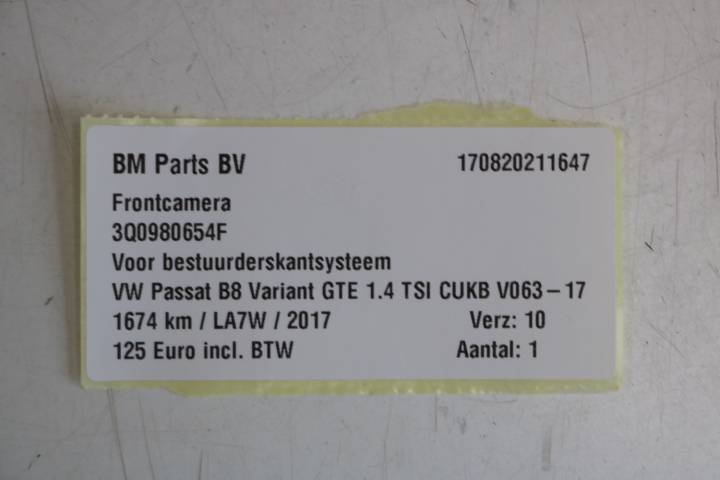 BM Parts BV 170820211647
Frontcamera
3Q0980654F
Voor bestuurderskantsysteem
VW Passat B8 Variant GTE 1.4 TSI CUKB V063-17
1674 km / LA7W / 2017 Verz: 10
125 Euro incl. BTW Aantal: 1